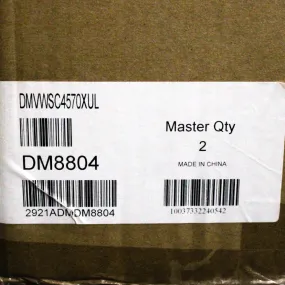 DMVWSC4570XUL
DM8804
2921ADMDM8804
Master Qty
2
MADE IN CHINA
10037332240542